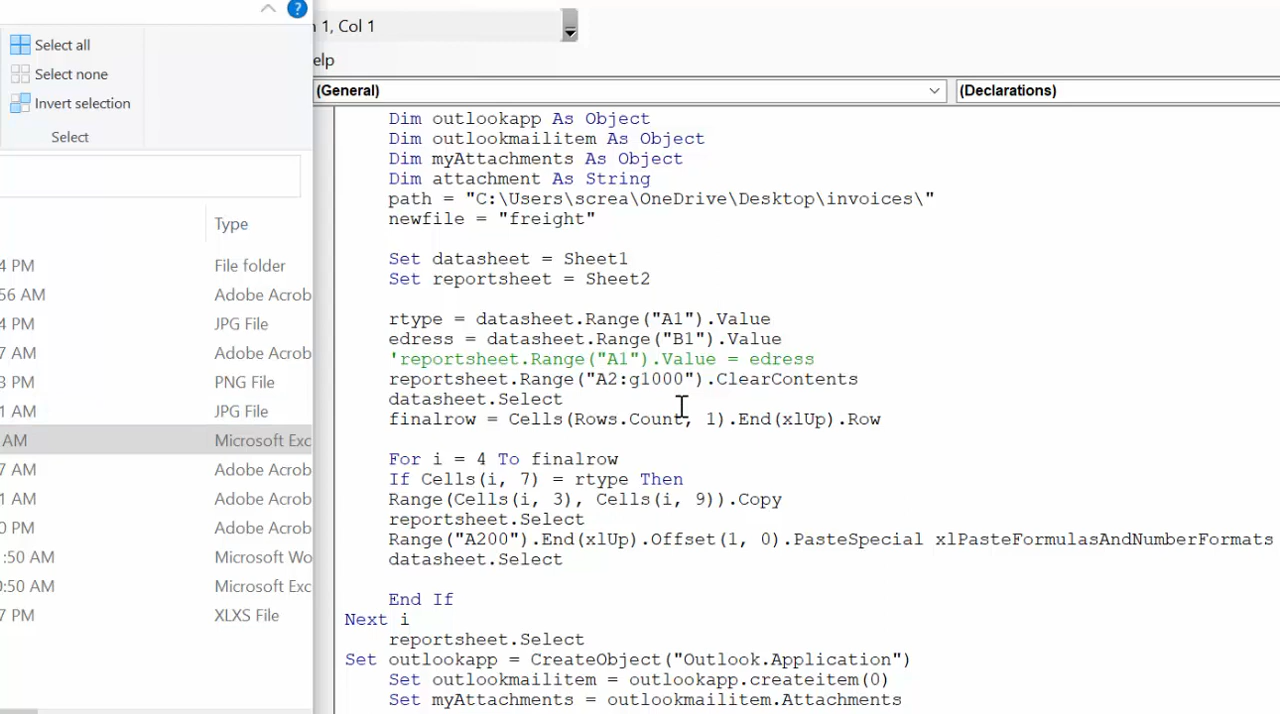 Select all
Select none
Invert selection
Select
Type
4 PM File folder
56 AM Adobe Acrob
4 PM JPG File
7 AM Adobe Acrob
3 PM PNG File
1 AM JPG File
AM Microsoft Exc
7 AM Adobe Acrob
1 AM Adobe Acrob
0 PM Adobe Acrob
:50 AM Microsoft Wo
0:50 AM Microsoft Exc
7 PM XLXS File
1, Col 1
elp
(General) (Declarations)
Dim outlookapp As Object
Dim outlookmailitem As Object
Dim myAttachments As Object
Dim attachment As String
path = "C:\Users\screa\OneDrive\Desktop\invoices\"
newfile = "freight"
Set datasheet = Sheet1
Set reportsheet = Sheet2
rtype = datasheet.Range("A1").Value
edress = datasheet.Range("B1").Value
'reportsheet.Range("A1").Value = edress
reportsheet.Range("A2:g1000").ClearContents
datasheet.Select
finalrow = Cells(Rows.Count, 1).End(xlUp).Row
For i = 4 To finalrow
If Cells(i, 7) = rtype Then
Range(Cells(i, 3), Cells(i, 9)).Copy
reportsheet.Select
Range("A200").End(xlUp).Offset(1, 0).PasteSpecial xlPasteFormulasAndNumberFormats
datasheet.Select
End If
Next i
reportsheet.Select
Set outlookapp = CreateObject("Outlook.Application")
Set outlookmailitem = outlookapp.createitem(0)
Set myAttachments = outlookmailitem.Attachments